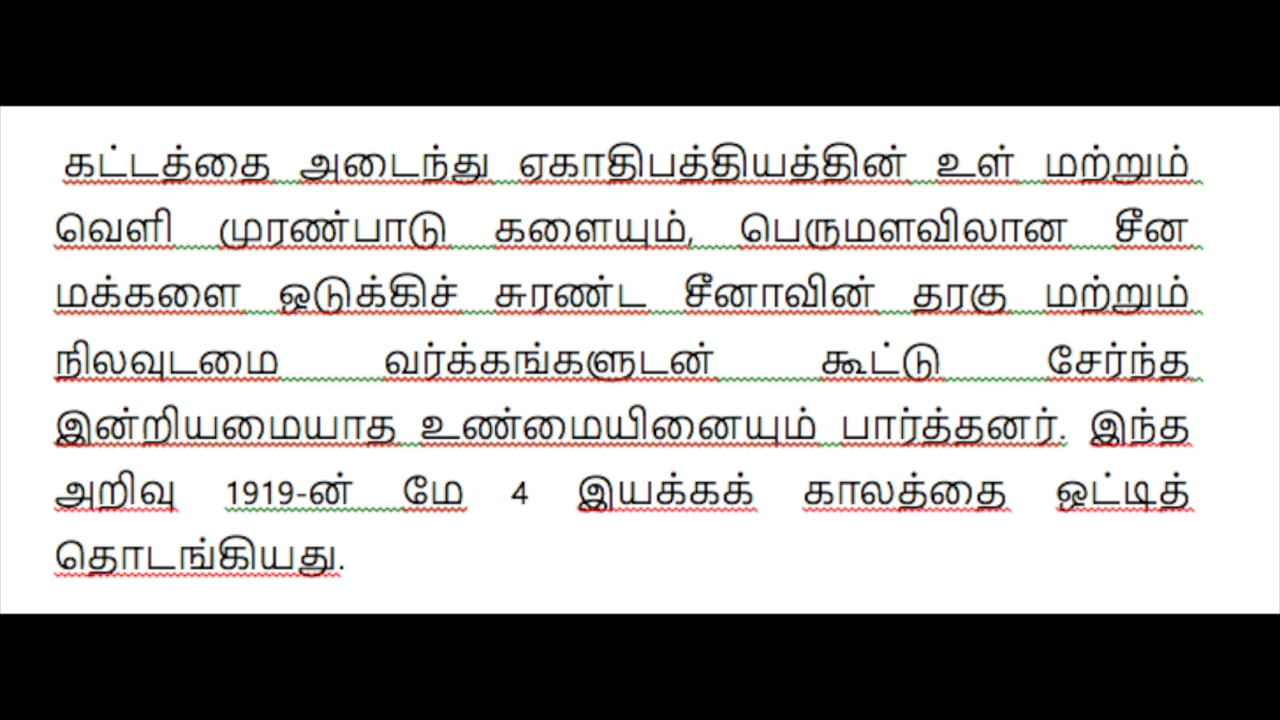 கட்டத்தை அடைந்து ஏகாதிபத்தியத்தின் உள் மற்றும்
வெளி முரண்பாடு களையும், பெருமளவிலான சீன
மக்களை ஒடுக்கிச் சுரண்ட சீனாவின் தரகு மற்றும்
நிலவுடமை வர்க்கங்களுடன் கூட்டு சேர்ந்த
இன்றியமையாத உண்மையினையும் பார்த்தனர். இந்த
அறிவு 1919-ன் மே 4 இயக்கக் காலத்தை ஒட்டித்
தொடங்கியது.